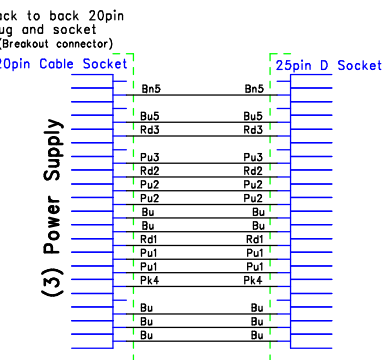 back to back 20pin
plug and socket
(Breakout connector)
20pin Cable Socket
25pin D Socket
(3) Power Supply
Bn5 Bn5
Bu5 Bu5
Rd3 Rd3
Pu3 Pu3
Rd2 Rd2
Pu2 Pu2
Pu2 Pu2
Bu Bu
Bu Bu
Rd1 Rd1
Pu1 Pu1
Pu1 Pu1
Pk4 Pk4
Bu Bu
Bu Bu
Bu Bu